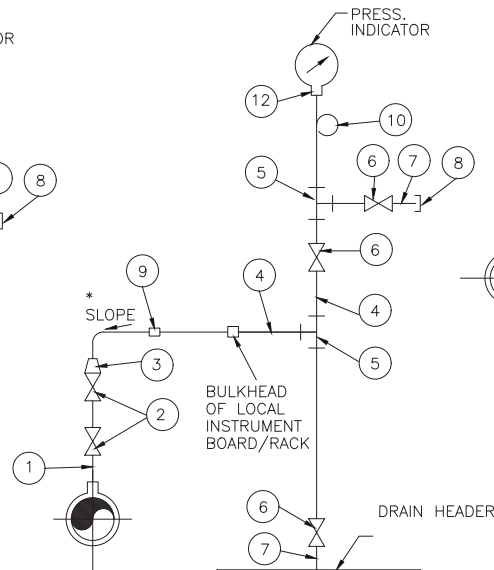 PRESS.
INDICATOR
OR
12
10
6
7
8
5
8
6
9
4
4
*
SLOPE
3
5
BULKHEAD
OF LOCAL
INSTRUMENT
BOARD/RACK
2
1
6
DRAIN HEADER
7